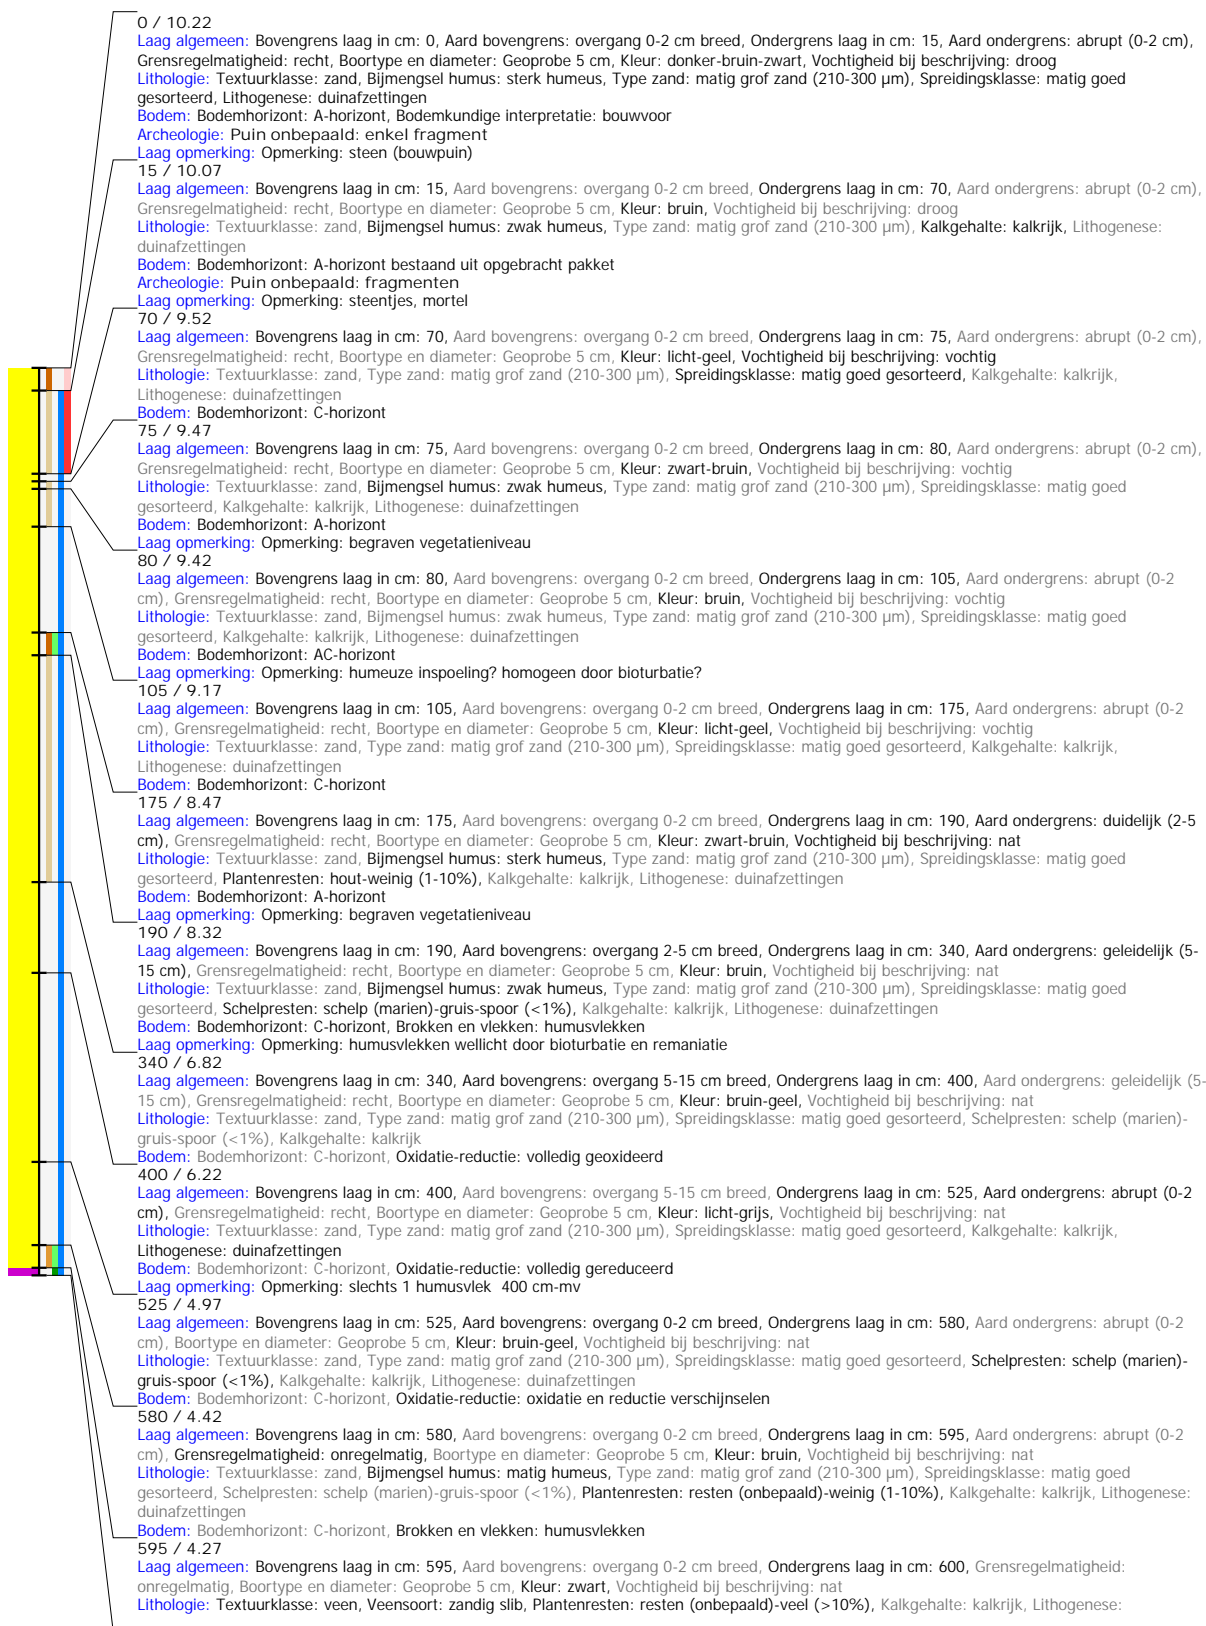 0 / 10.22
Laag algemeen: Bovengrens laag in cm: 0, Aard bovengrens: overgang 0-2 cm breed, Ondergrens laag in cm: 15, Aard ondergrens: abrupt (0-2 cm),
Grensregelmatigheid: recht, Boortype en diameter: Geoprobe 5 cm, Kleur: donker-bruin-zwart, Vochtigheid bij beschrijving: droog
Lithologie: Textuurklasse: zand, Bijmengsel humus: sterk humeus, Type zand: matig grof zand (210-300 µm), Spreidingsklasse: matig goed
gesorteerd, Lithogenese: duinafzettingen
Bodem: Bodemhorizont: A-horizont, Bodemkundige interpretatie: bouwvoor
Archeologie: Puin onbepaald: enkel fragment
Laag opmerking: Opmerking: steen (bouwpuin)
15 / 10.07
Laag algemeen: Bovengrens laag in cm: 15, Aard bovengrens: overgang 0-2 cm breed, Ondergrens laag in cm: 70, Aard ondergrens: abrupt (0-2 cm),
Grensregelmatigheid: recht, Boortype en diameter: Geoprobe 5 cm, Kleur: bruin, Vochtigheid bij beschrijving: droog
Lithologie: Textuurklasse: zand, Bijmengsel humus: zwak humeus, Type zand: matig grof zand (210-300 µm), Kalkgehalte: kalkrijk, Lithogenese:
duinafzettingen
Bodem: Bodemhorizont: A-horizont bestaand uit opgebracht pakket
Archeologie: Puin onbepaald: fragmenten
Laag opmerking: Opmerking: steentjes, mortel
70 / 9.52
Laag algemeen: Bovengrens laag in cm: 70, Aard bovengrens: overgang 0-2 cm breed, Ondergrens laag in cm: 75, Aard ondergrens: abrupt (0-2 cm),
Grensregelmatigheid: recht, Boortype en diameter: Geoprobe 5 cm, Kleur: licht-geel, Vochtigheid bij beschrijving: vochtig
Lithologie: Textuurklasse: zand, Type zand: matig grof zand (210-300 µm), Spreidingsklasse: matig goed gesorteerd, Kalkgehalte: kalkrijk,
Lithogenese: duinafzettingen
Bodem: Bodemhorizont: C-horizont
75 / 9.47
Laag algemeen: Bovengrens laag in cm: 75, Aard bovengrens: overgang 0-2 cm breed, Ondergrens laag in cm: 80, Aard ondergrens: abrupt (0-2 cm),
Grensregelmatigheid: recht, Boortype en diameter: Geoprobe 5 cm, Kleur: zwart-bruin, Vochtigheid bij beschrijving: vochtig
Lithologie: Textuurklasse: zand, Bijmengsel humus: zwak humeus, Type zand: matig grof zand (210-300 µm), Spreidingsklasse: matig goed
gesorteerd, Kalkgehalte: kalkrijk, Lithogenese: duinafzettingen
Bodem: Bodemhorizont: A-horizont
Laag opmerking: Opmerking: begraven vegetatieniveau
80 / 9.42
Laag algemeen: Bovengrens laag in cm: 80, Aard bovengrens: overgang 0-2 cm breed, Ondergrens laag in cm: 105, Aard ondergrens: abrupt (0-2
cm), Grensregelmatigheid: recht, Boortype en diameter: Geoprobe 5 cm, Kleur: bruin, Vochtigheid bij beschrijving: vochtig
Lithologie: Textuurklasse: zand, Bijmengsel humus: zwak humeus, Type zand: matig grof zand (210-300 µm), Spreidingsklasse: matig goed
gesorteerd, Kalkgehalte: kalkrijk, Lithogenese: duinafzettingen
Bodem: Bodemhorizont: AC-horizont
Laag opmerking: Opmerking: humeuze inspoeling? homogeen door bioturbatie?
105 / 9.17
Laag algemeen: Bovengrens laag in cm: 105, Aard bovengrens: overgang 0-2 cm breed, Ondergrens laag in cm: 175, Aard ondergrens: abrupt (0-2
cm), Grensregelmatigheid: recht, Boortype en diameter: Geoprobe 5 cm, Kleur: licht-geel, Vochtigheid bij beschrijving: vochtig
Lithologie: Textuurklasse: zand, Type zand: matig grof zand (210-300 µm), Spreidingsklasse: matig goed gesorteerd, Kalkgehalte: kalkrijk,
Lithogenese: duinafzettingen
Bodem: Bodemhorizont: C-horizont
175 / 8.47
Laag algemeen: Bovengrens laag in cm: 175, Aard bovengrens: overgang 0-2 cm breed, Ondergrens laag in cm: 190, Aard ondergrens: duidelijk (2-5
cm), Grensregelmatigheid: recht, Boortype en diameter: Geoprobe 5 cm, Kleur: zwart-bruin, Vochtigheid bij beschrijving: nat
Lithologie: Textuurklasse: zand, Bijmengsel humus: sterk humeus, Type zand: matig grof zand (210-300 µm), Spreidingsklasse: matig goed
gesorteerd, Plantenresten: hout-weinig (1-10%), Kalkgehalte: kalkrijk, Lithogenese: duinafzettingen
Bodem: Bodemhorizont: A-horizont
Laag opmerking: Opmerking: begraven vegetatieniveau
190 / 8.32
Laag algemeen: Bovengrens laag in cm: 190, Aard bovengrens: overgang 2-5 cm breed, Ondergrens laag in cm: 340, Aard ondergrens: geleidelijk (5-
15 cm), Grensregelmatigheid: recht, Boortype en diameter: Geoprobe 5 cm, Kleur: bruin, Vochtigheid bij beschrijving: nat
Lithologie: Textuurklasse: zand, Bijmengsel humus: zwak humeus, Type zand: matig grof zand (210-300 µm), Spreidingsklasse: matig goed
gesorteerd, Schelpresten: schelp (marien)-gruis-spoor (<1%), Kalkgehalte: kalkrijk, Lithogenese: duinafzettingen
Bodem: Bodemhorizont: C-horizont, Brokken en vlekken: humusvlekken
Laag opmerking: Opmerking: humusvlekken wellicht door bioturbatie en remaniatie
340 / 6.82
Laag algemeen: Bovengrens laag in cm: 340, Aard bovengrens: overgang 5-15 cm breed, Ondergrens laag in cm: 400, Aard ondergrens: geleidelijk (5-
15 cm), Grensregelmatigheid: recht, Boortype en diameter: Geoprobe 5 cm, Kleur: bruin-geel, Vochtigheid bij beschrijving: nat
Lithologie: Textuurklasse: zand, Type zand: matig grof zand (210-300 µm), Spreidingsklasse: matig goed gesorteerd, Schelpresten: schelp (marien)-
gruis-spoor (<1%), Kalkgehalte: kalkrijk
Bodem: Bodemhorizont: C-horizont, Oxidatie-reductie: volledig geoxideerd
400 / 6.22
Laag algemeen: Bovengrens laag in cm: 400, Aard bovengrens: overgang 5-15 cm breed, Ondergrens laag in cm: 525, Aard ondergrens: abrupt (0-2
cm), Grensregelmatigheid: recht, Boortype en diameter: Geoprobe 5 cm, Kleur: licht-grijs, Vochtigheid bij beschrijving: nat
Lithologie: Textuurklasse: zand, Type zand: matig grof zand (210-300 µm), Spreidingsklasse: matig goed gesorteerd, Kalkgehalte: kalkrijk,
Lithogenese: duinafzettingen
Bodem: Bodemhorizont: C-horizont, Oxidatie-reductie: volledig gereduceerd
Laag opmerking: Opmerking: slechts 1 humusvlek 400 cm-mv
525 / 4.97
Laag algemeen: Bovengrens laag in cm: 525, Aard bovengrens: overgang 0-2 cm breed, Ondergrens laag in cm: 580, Aard ondergrens: abrupt (0-2
cm), Boortype en diameter: Geoprobe 5 cm, Kleur: bruin-geel, Vochtigheid bij beschrijving: nat
Lithologie: Textuurklasse: zand, Type zand: matig grof zand (210-300 µm), Spreidingsklasse: matig goed gesorteerd, Schelpresten: schelp (marien)-
gruis-spoor (<1%), Kalkgehalte: kalkrijk, Lithogenese: duinafzettingen
Bodem: Bodemhorizont: C-horizont, Oxidatie-reductie: oxidatie en reductie verschijnselen
580 / 4.42
Laag algemeen: Bovengrens laag in cm: 580, Aard bovengrens: overgang 0-2 cm breed, Ondergrens laag in cm: 595, Aard ondergrens: abrupt (0-2
cm), Grensregelmatigheid: onregelmatig, Boortype en diameter: Geoprobe 5 cm, Kleur: bruin, Vochtigheid bij beschrijving: nat
Lithologie: Textuurklasse: zand, Bijmengsel humus: matig humeus, Type zand: matig grof zand (210-300 µm), Spreidingsklasse: matig goed
gesorteerd, Schelpresten: schelp (marien)-gruis-spoor (<1%), Plantenresten: resten (onbepaald)-weinig (1-10%), Kalkgehalte: kalkrijk, Lithogenese:
duinafzettingen
Bodem: Bodemhorizont: C-horizont, Brokken en vlekken: humusvlekken
595 / 4.27
Laag algemeen: Bovengrens laag in cm: 595, Aard bovengrens: overgang 0-2 cm breed, Ondergrens laag in cm: 600, Grensregelmatigheid:
onregelmatig, Boortype en diameter: Geoprobe 5 cm, Kleur: zwart, Vochtigheid bij beschrijving: nat
Lithologie: Textuurklasse: veen, Veensoort: zandig slib, Plantenresten: resten (onbepaald)-veel (>10%), Kalkgehalte: kalkrijk, Lithogenese: